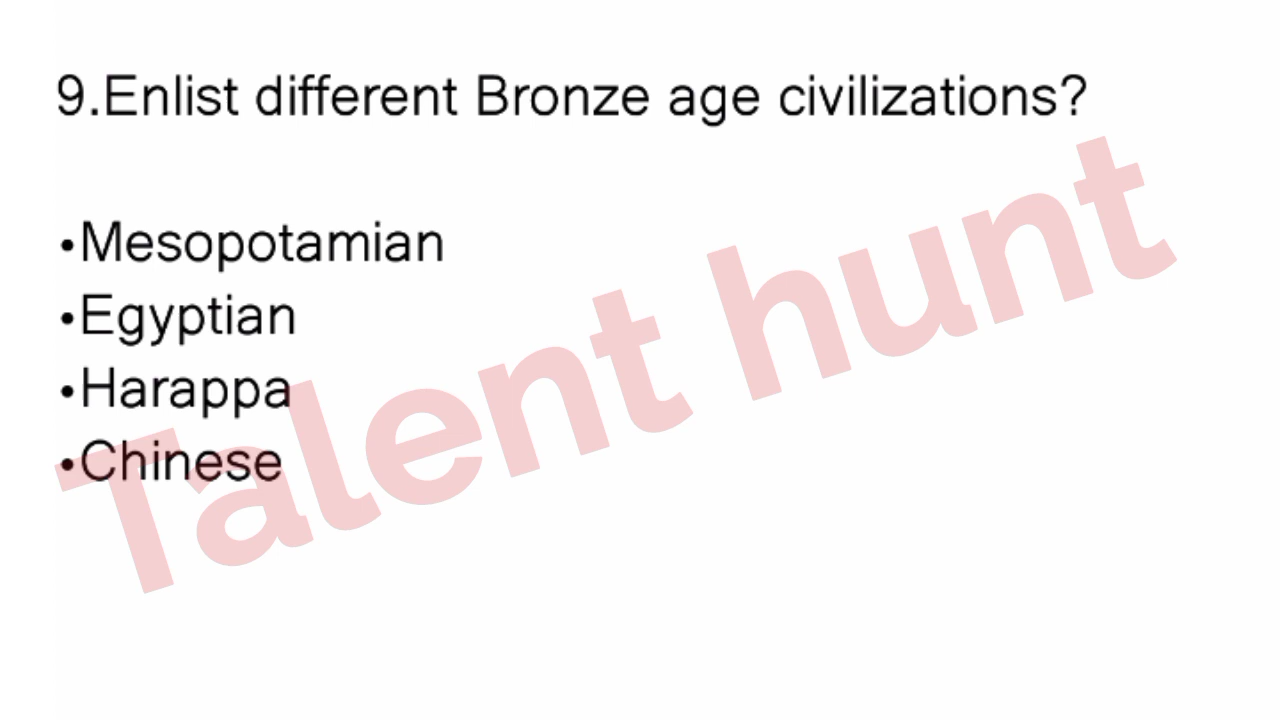 9.Enlist different Bronze age civilizations?
•Mesopotamian
•Egyptian
•Harappa
•Chinese
Talent hunt